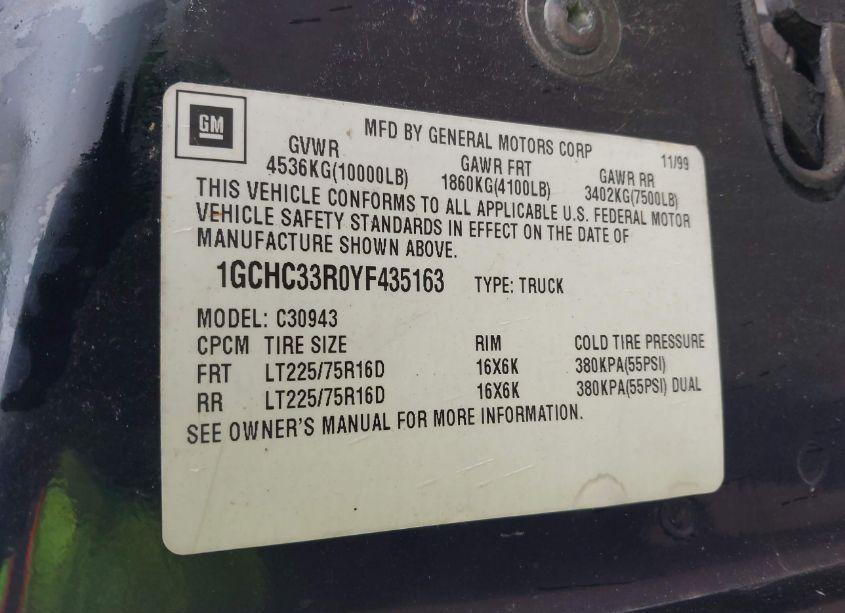 GM
MFD BY GENERAL MOTORS CORP 11/99
GVWR GAWR FRT GAWR RR
4536KG(10000LB) 1860KG(4100LB) 3402KG(7500LB)
THIS VEHICLE CONFORMS TO ALL APPLICABLE U.S. FEDERAL MOTOR
VEHICLE SAFETY STANDARDS IN EFFECT ON THE DATE OF
MANUFACTURE SHOWN ABOVE.
1GCHC33R0YF435163 TYPE: TRUCK
MODEL: C30943
CPCM TIRE SIZE RIM COLD TIRE PRESSURE
FRT LT225/75R16D 16X6K 380KPA(55PSI)
RR LT225/75R16D 16X6K 380KPA(55PSI) DUAL
SEE OWNER'S MANUAL FOR MORE INFORMATION.